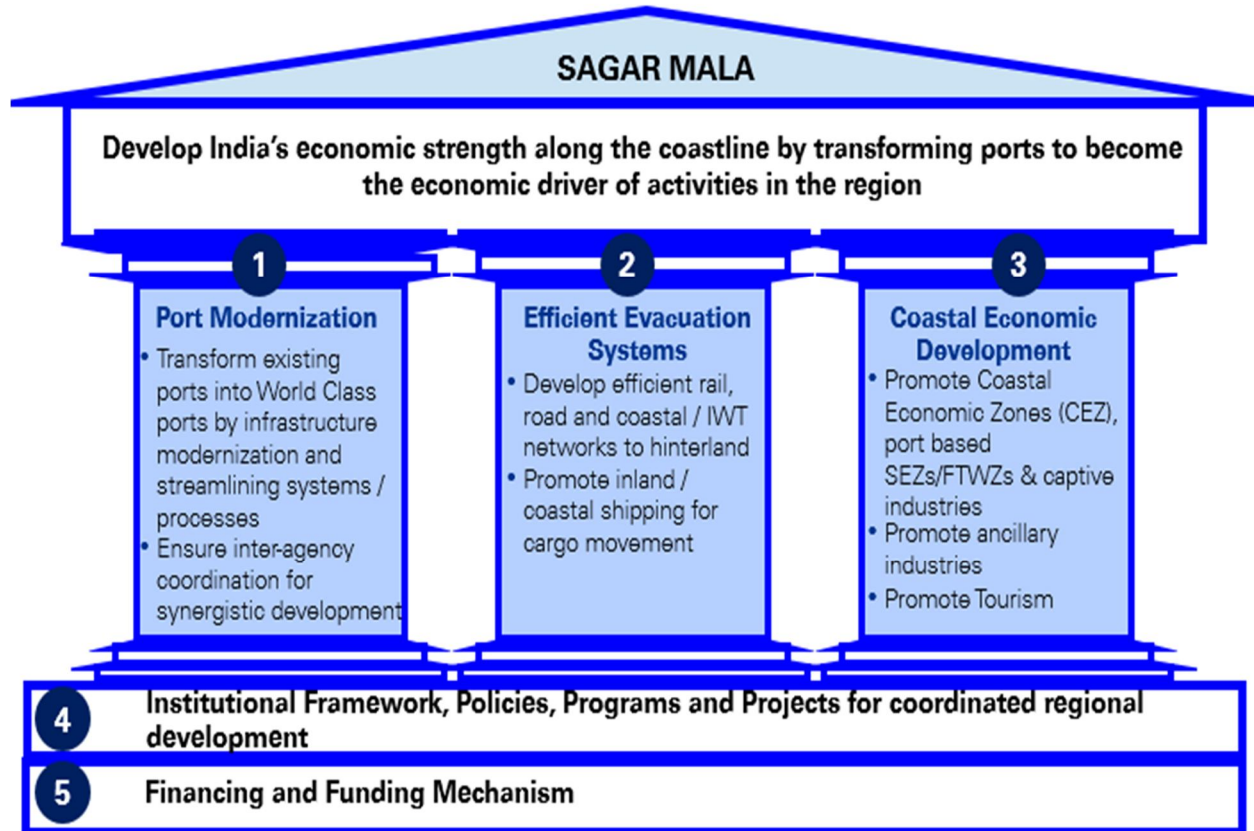 SAGAR MALA
Develop India's economic strength along the coastline by transforming ports to become
the economic driver of activities in the region
1
Port Modernization
• Transform existing
ports into World Class
ports by infrastructure
modernization and
streamlining systems /
processes
• Ensure inter-agency
coordination for
synergistic development
2
Efficient Evacuation
Systems
• Develop efficient rail,
road and coastal / IWT
networks to hinterland
• Promote inland /
coastal shipping for
cargo movement
3
Coastal Economic
Development
• Promote Coastal
Economic Zones (CEZ),
port based
SEZs/FTWZs & captive
industries
• Promote ancillary
industries
• Promote Tourism
4
Institutional Framework, Policies, Programs and Projects for coordinated regional
development
5
Financing and Funding Mechanism